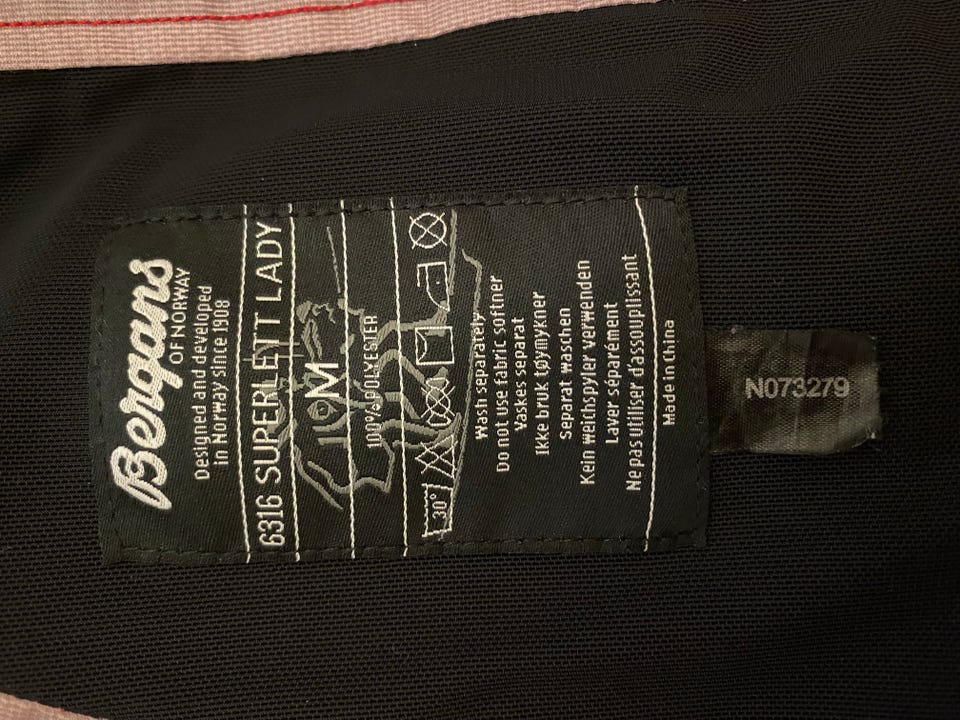 Bergans
OF NORWAY
Designed and developed
in Norway since 1908
6316 SUPERLETT LADY
M
100% POLYESTER
30°
Wash separately
Do not use fabric softner
Vaskes separat
Ikke bruk tøymykner
Separat waschen
Kein weichspyler verwenden
Laver séparément
Ne pas utiliser d'assouplissant
Made in China
N073279